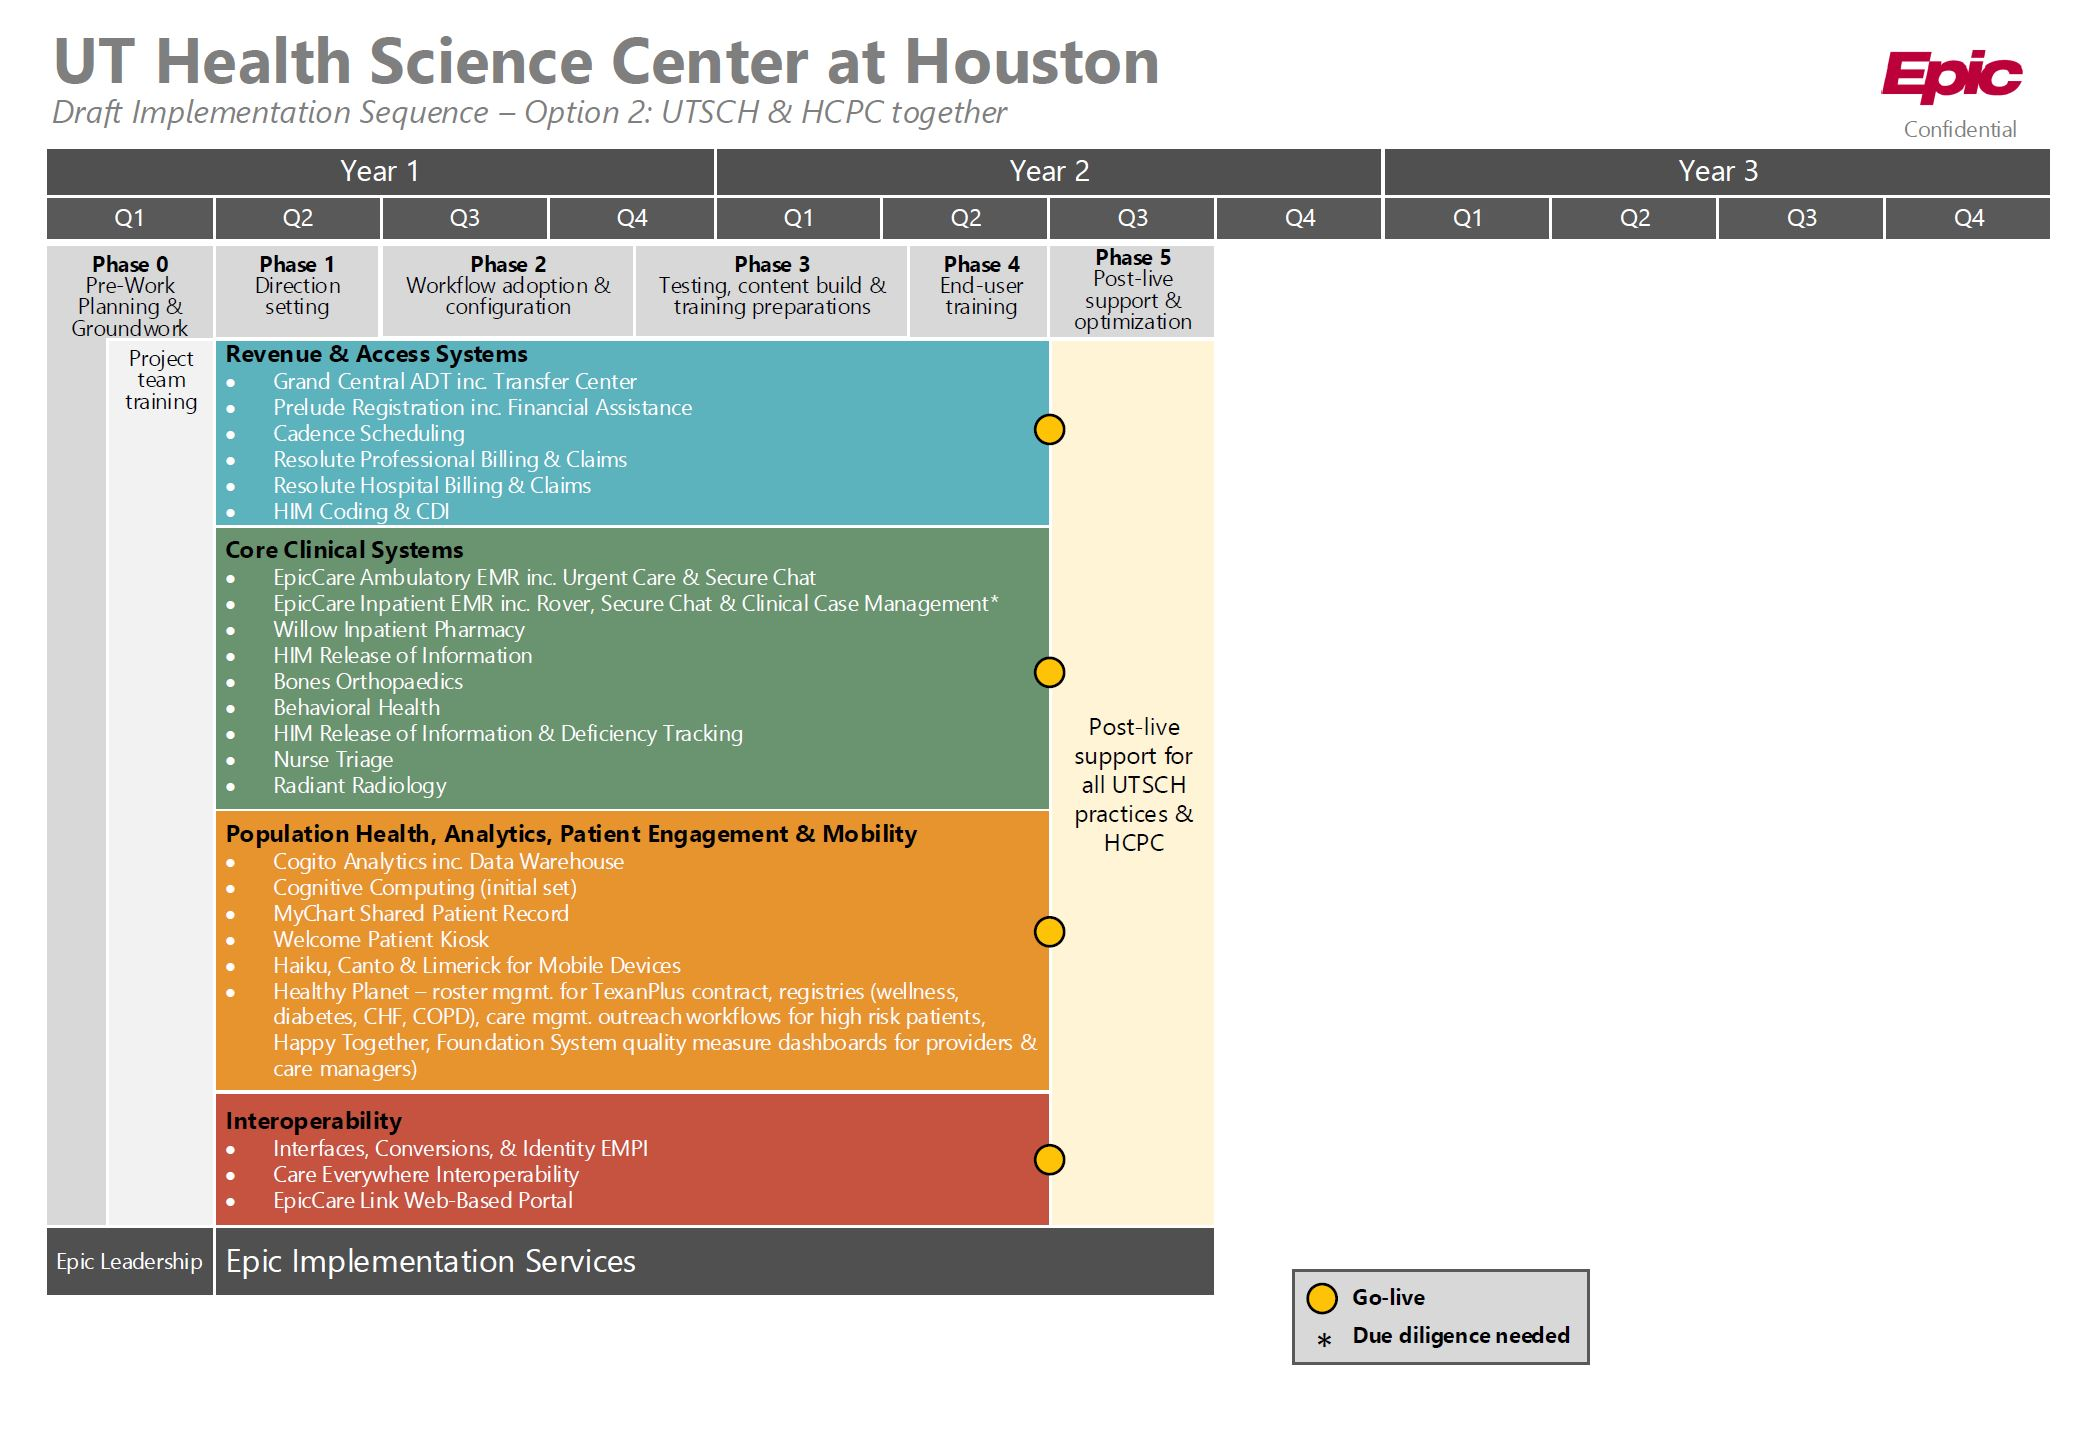 UT Health Science Center at Houston
Draft Implementation Sequence – Option 2: UTSCH & HCPC together
Epic
Confidential
Year 1
Year 2
Year 3
Q1
Q2
Q3
Q4
Q1
Q2
Q3
Q4
Q1
Q2
Q3
Q4
Phase 0
Pre-Work
Planning &
Groundwork
Phase 1
Direction
setting
Phase 2
Workflow adoption &
configuration
Phase 3
Testing, content build &
training preparations
Phase 4
End-user
training
Phase 5
Post-live
support &
optimization
Project
team
training
Revenue & Access Systems
• Grand Central ADT inc. Transfer Center
• Prelude Registration inc. Financial Assistance
• Cadence Scheduling
• Resolute Professional Billing & Claims
• Resolute Hospital Billing & Claims
• HIM Coding & CDI
Core Clinical Systems
• EpicCare Ambulatory EMR inc. Urgent Care & Secure Chat
• EpicCare Inpatient EMR inc. Rover, Secure Chat & Clinical Case Management*
• Willow Inpatient Pharmacy
• HIM Release of Information
• Bones Orthopaedics
• Behavioral Health
• HIM Release of Information & Deficiency Tracking
• Nurse Triage
• Radiant Radiology
Population Health, Analytics, Patient Engagement & Mobility
• Cogito Analytics inc. Data Warehouse
• Cognitive Computing (initial set)
• MyChart Shared Patient Record
• Welcome Patient Kiosk
• Haiku, Canto & Limerick for Mobile Devices
• Healthy Planet – roster mgmt. for TexanPlus contract, registries (wellness,
diabetes, CHF, COPD), care mgmt. outreach workflows for high risk patients,
Happy Together, Foundation System quality measure dashboards for providers &
care managers)
Interoperability
• Interfaces, Conversions, & Identity EMPI
• Care Everywhere Interoperability
• EpicCare Link Web-Based Portal
Post-live
support for
all UTSCH
practices &
HCPC
Epic Leadership
Epic Implementation Services
Go-live
* Due diligence needed